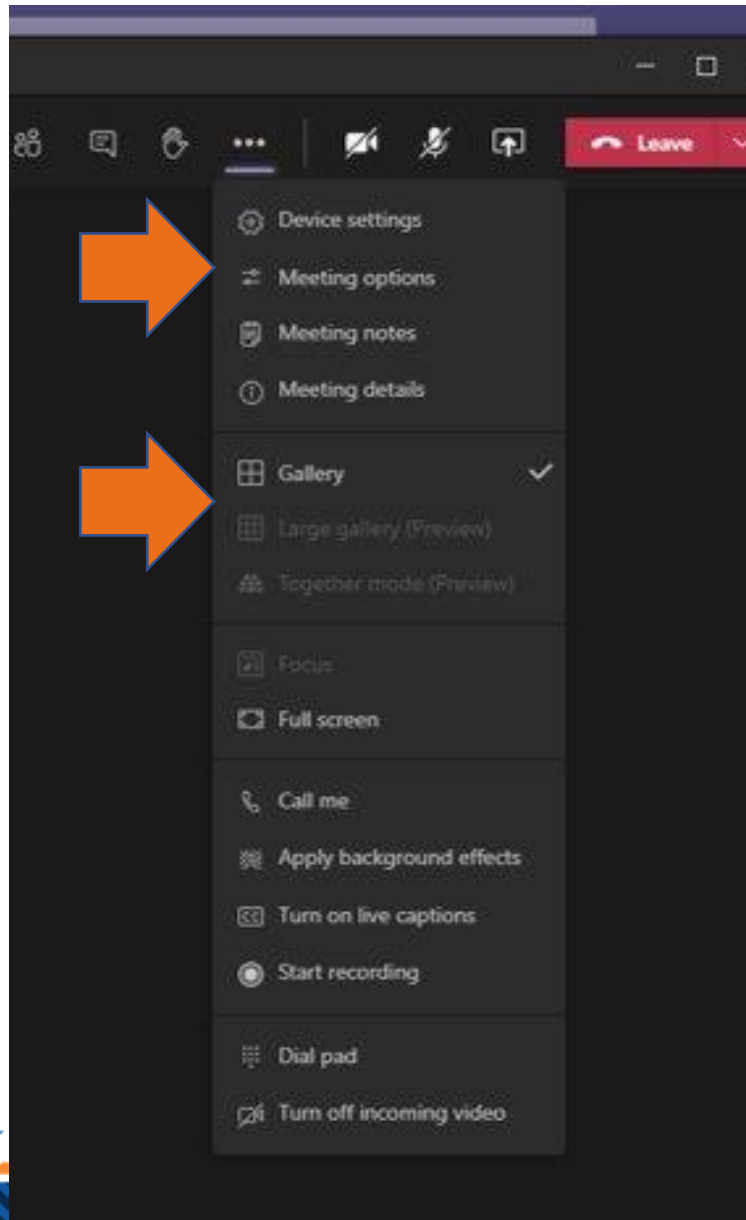 Leave
Device settings
Meeting options
Meeting notes
Meeting details
Gallery
Large gallery (Preview)
Together mode (Preview)
Focus
Full screen
Call me
Apply background effects
CC Turn on live captions
Start recording
Dial pad
Turn off incoming video